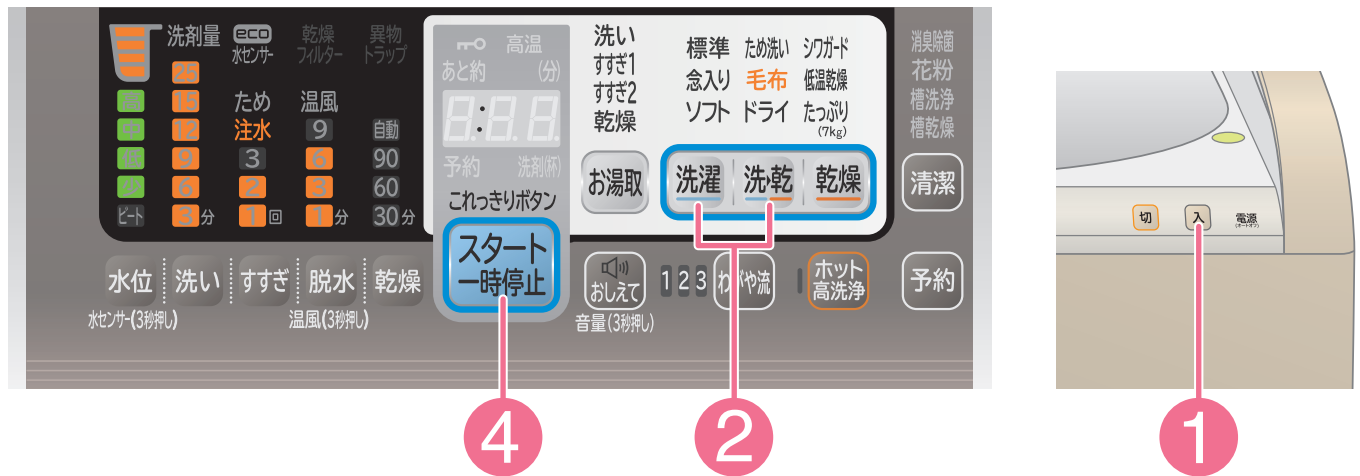 洗剤量
eco
水センサー
乾燥
フィルター
異物
トラップ
25
高
15
ため
温風
中
12
注水
9
自動
低
9
3
6
90
少
6
2
3
60
ビート
3分
1回
1分
30分
水位
洗い
すすぎ
脱水
乾燥
水センサー(3秒押し)
温風(3秒押し)
高温
あと約
(分)
8:8.8
予約
洗剤(杯)
これっきりボタン
スタート
一時停止
洗い
すすぎ1
すすぎ2
乾燥
標準
ため洗い
シワガード
念入り
毛布
低温乾燥
ソフト
ドライ
たっぷり
(7kg)
お湯取
洗濯
洗乾
乾燥
おしえて
音量(3秒押し)
1 2 3
わがや流
ホット
高洗浄
消臭除菌
花粉
槽洗浄
槽乾燥
清潔
予約
4
2
切
入
電源
(オートオフ)
1